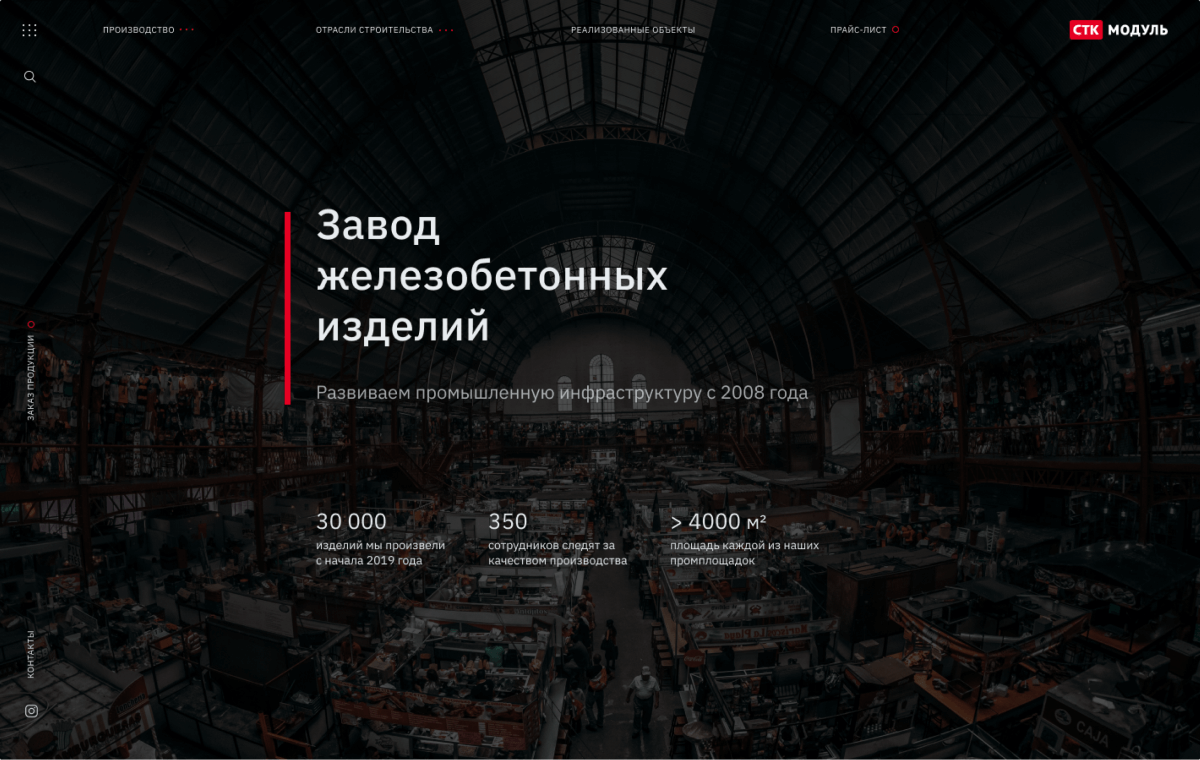 ПРОИЗВОДСТВО
ОТРАСЛИ СТРОИТЕЛЬСТВА
РЕАЛИЗОВАННЫЕ ОБЪЕКТЫ
ПРАЙС-ЛИСТ
СТК МОДУЛЬ
Завод
железобетонных
изделий
Развиваем промышленную инфраструктуру с 2008 года
ЗАКАЗ ПРОДУКЦИИ
30 000
изделий мы произвели
с начала 2019 года
350
сотрудников следят за
качеством производства
> 4000 м²
площадь каждой из наших
промплощадок
КОНТАКТЫ
CAJA